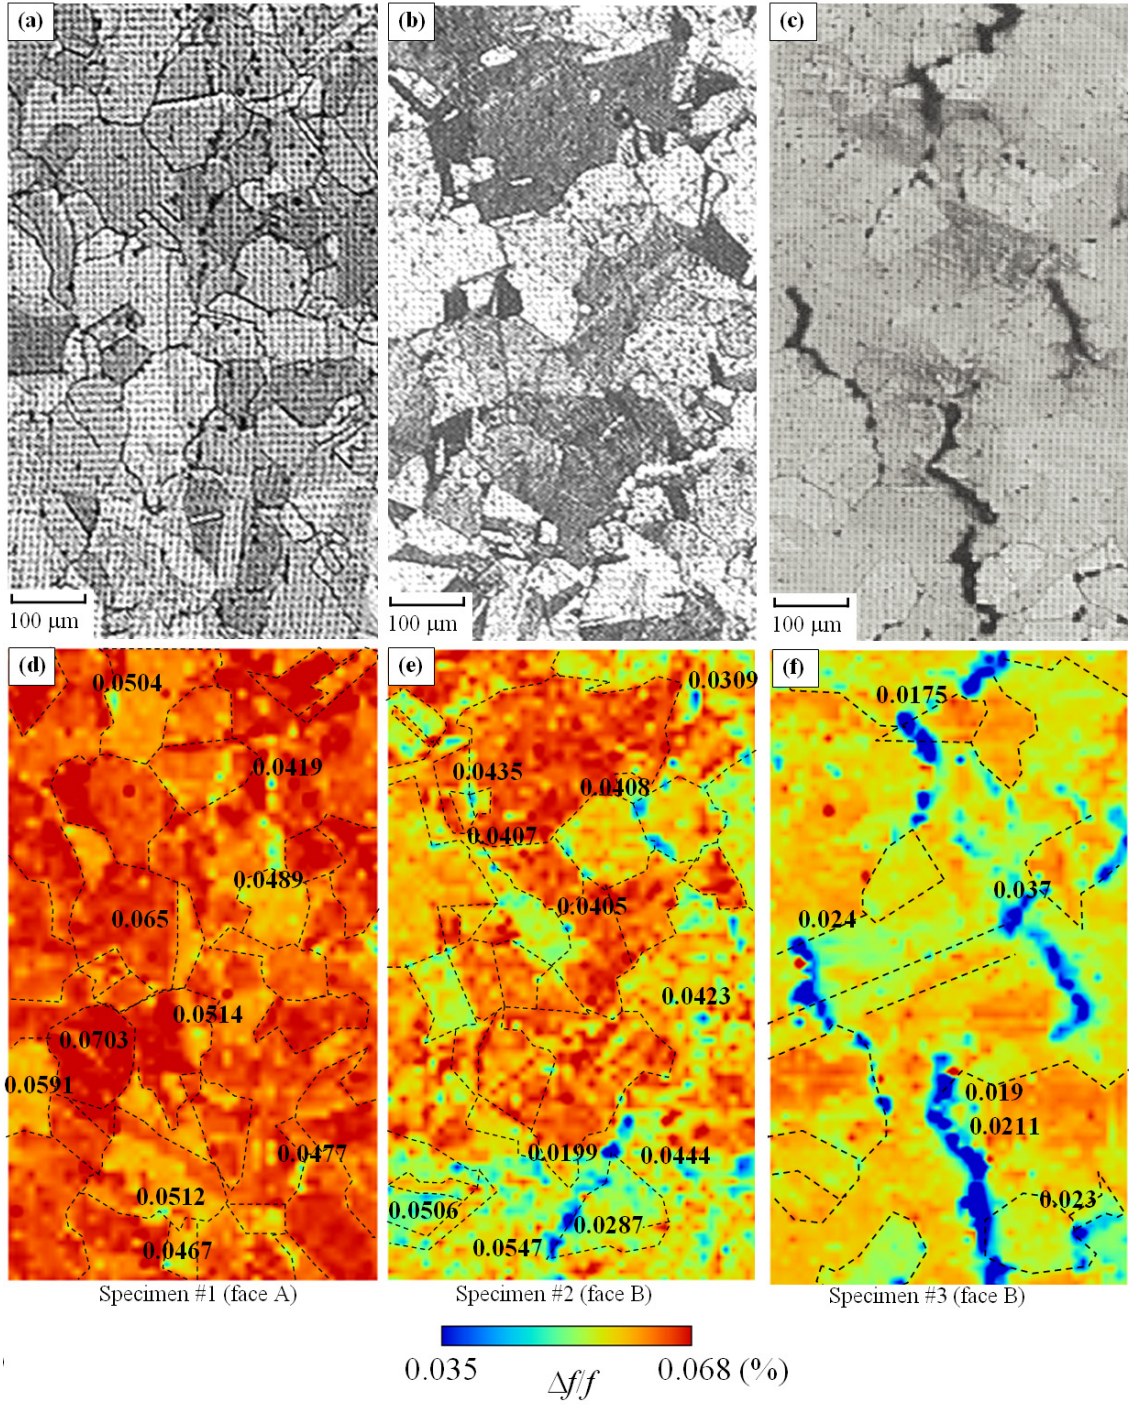 (a)
(b)
(c)
100 μm
100 μm
100 μm
(d)
(e)
(f)
0.0504
0.0419
0.0489
0.065
0.0514
0.0703
0.0591
0.0477
0.0512
0.0467
0.0309
0.0435
0.0408
0.0407
0.0405
0.0423
0.0199
0.0444
0.0506
0.0287
0.0547
0.0175
0.037
0.024
0.019
0.0211
0.023
Specimen #1 (face A)
Specimen #2 (face B)
Specimen #3 (face B)
0.035
0.068 (%)
Δf/f